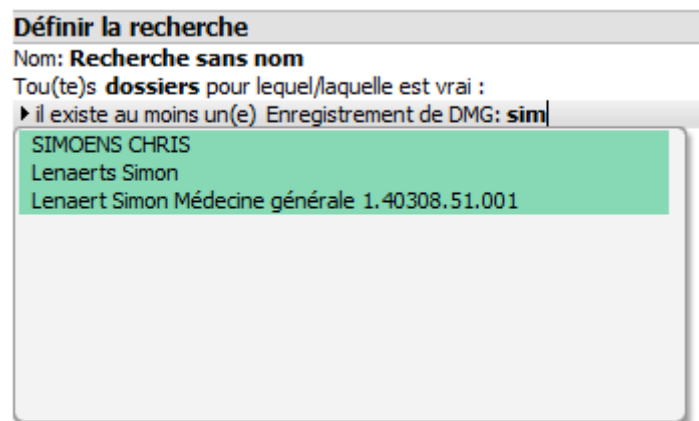 Définir la recherche
Nom: Recherche sans nom
Tou(te)s dossiers pour lequel/laquelle est vrai :
il existe au moins un(e) Enregistrement de DMG: sim
SIMOENS CHRIS
Lenaerts Simon
Lenaert Simon Médecine générale 1.40308.51.001